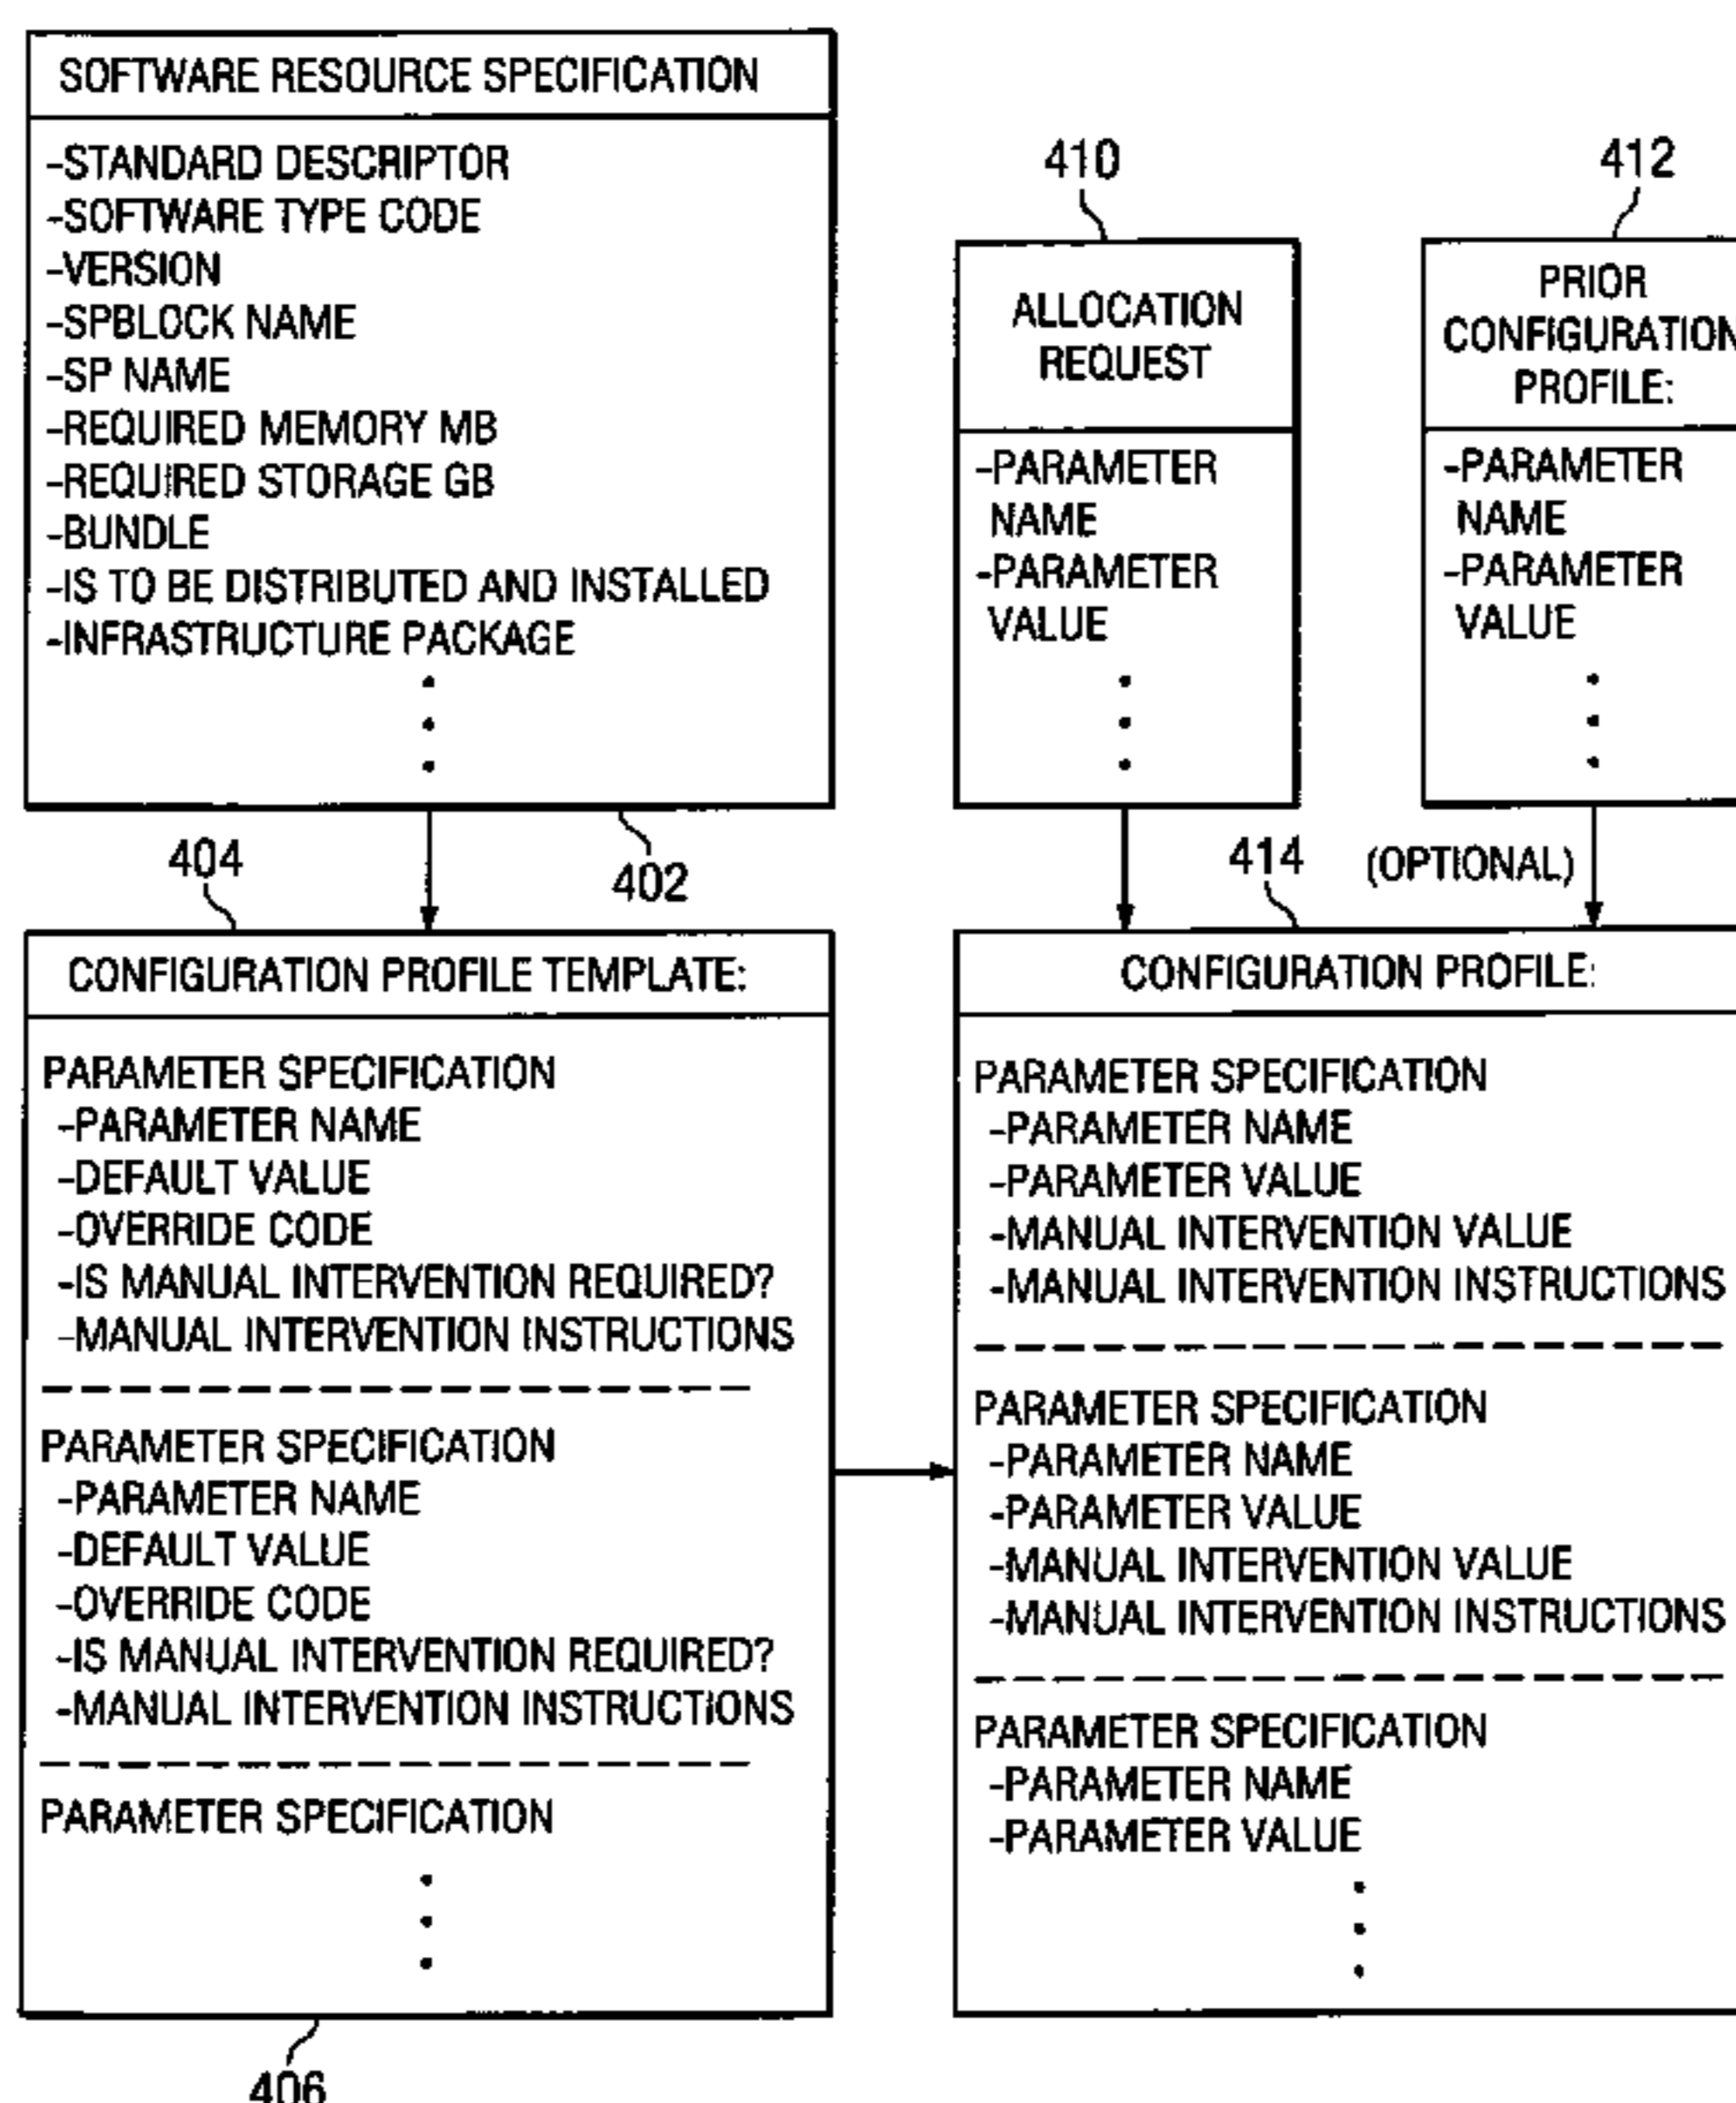 SOFTWARE RESOURCE SPECIFICATION
-STANDARD DESCRIPTOR
-SOFTWARE TYPE CODE
-VERSION
-SPBLOCK NAME
-SP NAME
-REQUIRED MEMORY MB
-REQUIRED STORAGE GB
-BUNDLE
-IS TO BE DISTRIBUTED AND INSTALLED
-INFRASTRUCTURE PACKAGE
402
410
ALLOCATION
REQUEST
-PARAMETER
NAME
-PARAMETER
VALUE
412
PRIOR
CONFIGURATION
PROFILE:
-PARAMETER
NAME
-PARAMETER
VALUE
(OPTIONAL)
404
CONFIGURATION PROFILE TEMPLATE:
PARAMETER SPECIFICATION
-PARAMETER NAME
-DEFAULT VALUE
-OVERRIDE CODE
-IS MANUAL INTERVENTION REQUIRED?
-MANUAL INTERVENTION INSTRUCTIONS
PARAMETER SPECIFICATION
-PARAMETER NAME
-DEFAULT VALUE
-OVERRIDE CODE
-IS MANUAL INTERVENTION REQUIRED?
-MANUAL INTERVENTION INSTRUCTIONS
PARAMETER SPECIFICATION
406
414
CONFIGURATION PROFILE:
PARAMETER SPECIFICATION
-PARAMETER NAME
-PARAMETER VALUE
-MANUAL INTERVENTION VALUE
-MANUAL INTERVENTION INSTRUCTIONS
PARAMETER SPECIFICATION
-PARAMETER NAME
-PARAMETER VALUE
-MANUAL INTERVENTION VALUE
-MANUAL INTERVENTION INSTRUCTIONS
PARAMETER SPECIFICATION
-PARAMETER NAME
-PARAMETER VALUE